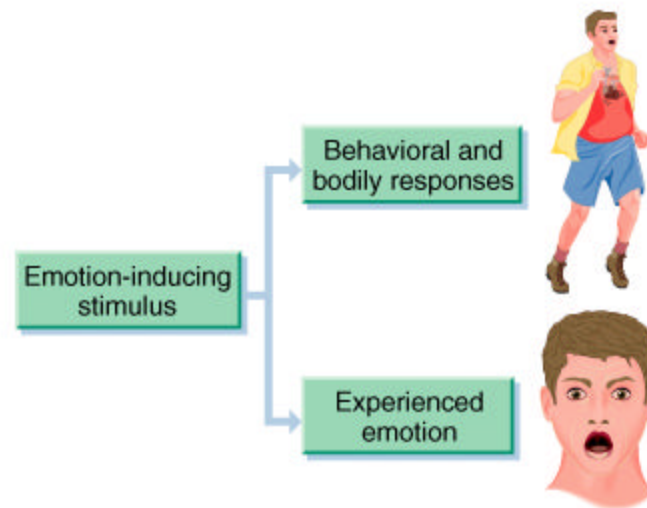 Behavioral and
bodily responses
Emotion-inducing
stimulus
Experienced
emotion